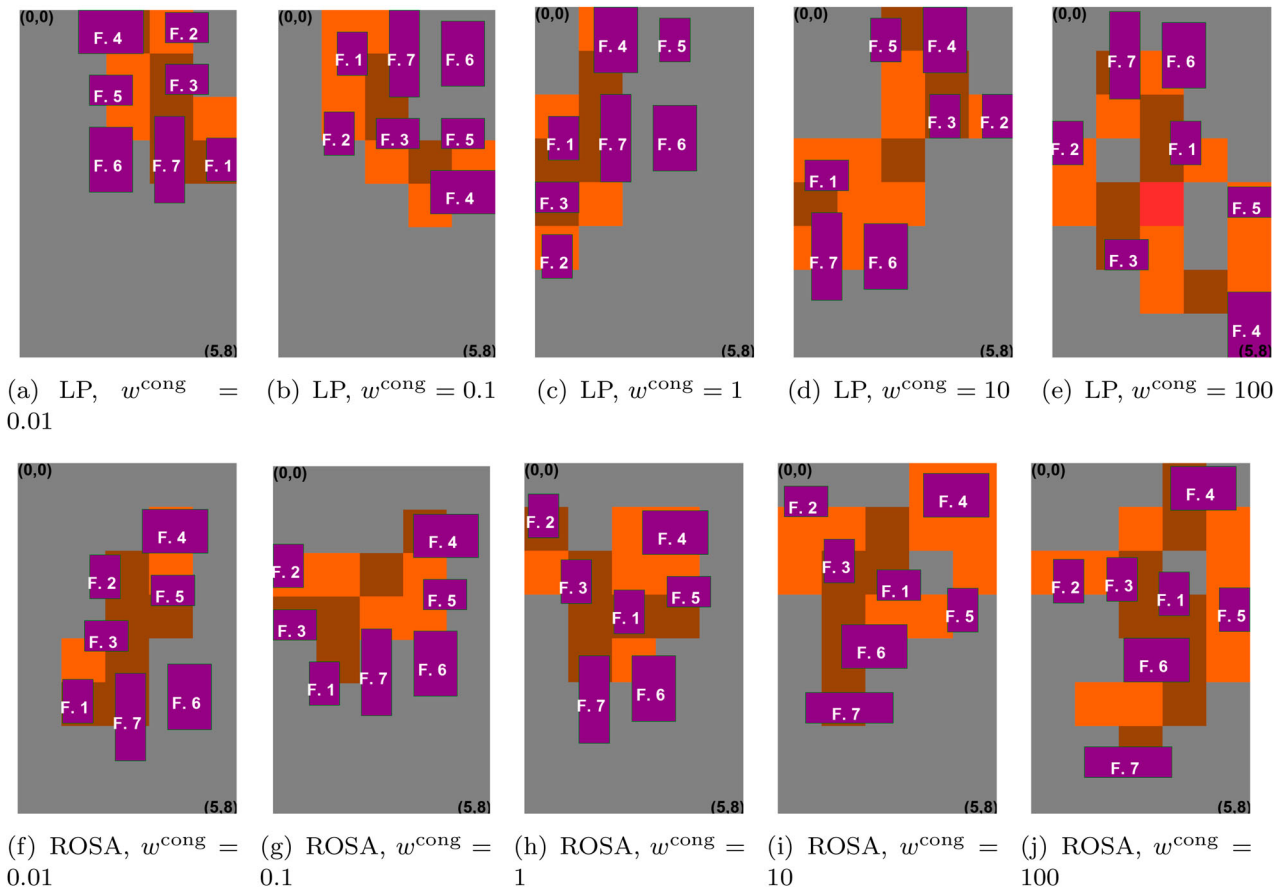 (0,0)
F. 4
F. 2
F. 3
F. 5
F. 6
F. 7
F. 1
(5,8)
(0,0)
F. 1
F. 7
F. 6
F. 2
F. 3
F. 5
F. 4
(5,8)
(0,0)
F. 4
F. 5
F. 1
F. 7
F. 6
F. 3
F. 2
(5,8)
(0,0)
F. 5
F. 4
F. 3
F. 2
F. 1
F. 7
F. 6
(5,8)
(0,0)
F. 7
F. 6
F. 2
F. 1
F. 5
F. 3
F. 4
(5,8)
(a) LP, w^cong =
0.01
(b) LP, w^cong = 0.1
(c) LP, w^cong = 1
(d) LP, w^cong = 10
(e) LP, w^cong = 100
(0,0)
F. 4
F. 2
F. 5
F. 3
F. 1
F. 7
F. 6
(5,8)
(0,0)
F. 4
F. 2
F. 5
F. 3
F. 7
F. 6
F. 1
(5,8)
(0,0)
F. 2
F. 4
F. 3
F. 5
F. 1
F. 7
F. 6
(5,8)
(0,0)
F. 4
F. 2
F. 3
F. 1
F. 5
F. 6
F. 7
(5,8)
(0,0)
F. 4
F. 2
F. 3
F. 1
F. 5
F. 6
F. 7
(5,8)
(f) ROSA, w^cong =
0.01
(g) ROSA, w^cong =
0.1
(h) ROSA, w^cong =
1
(i) ROSA, w^cong =
10
(j) ROSA, w^cong =
100